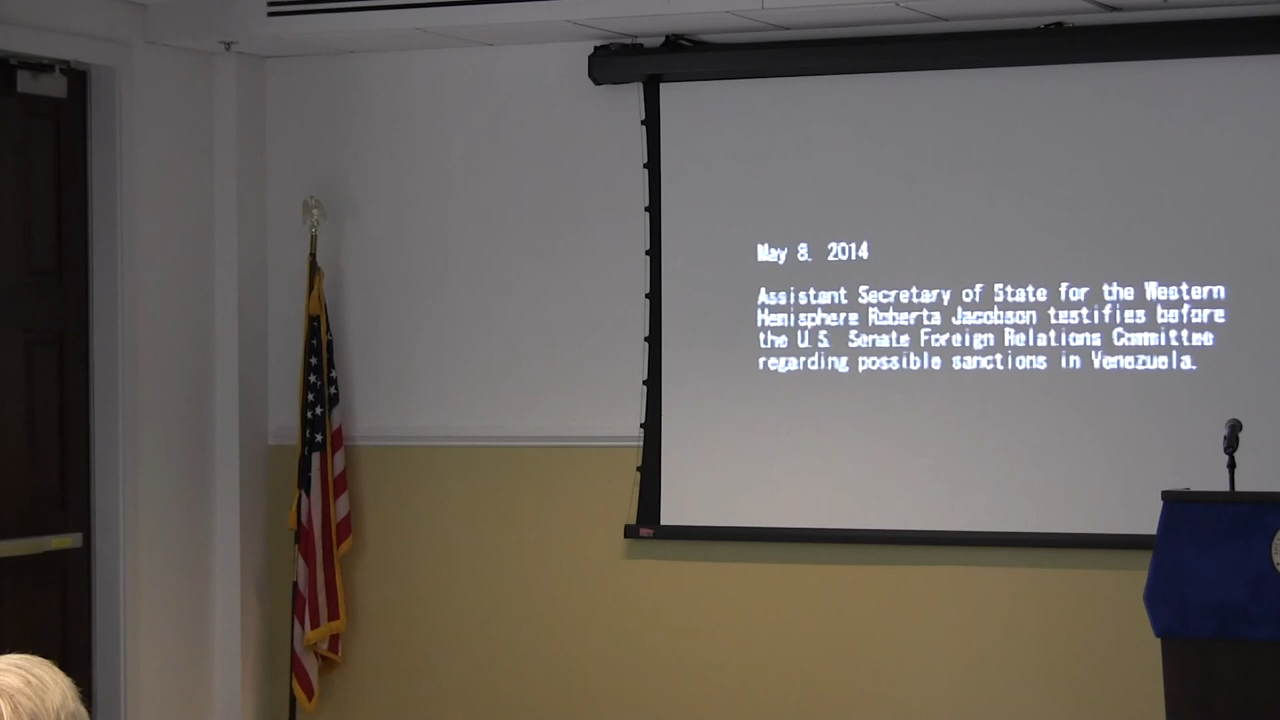 May 8, 2014
Assistant Secretary of State for the Western
Hemisphere Roberta Jacobson testifies before
the U.S. Senate Foreign Relations Committee
regarding possible sanctions in Venezuela.